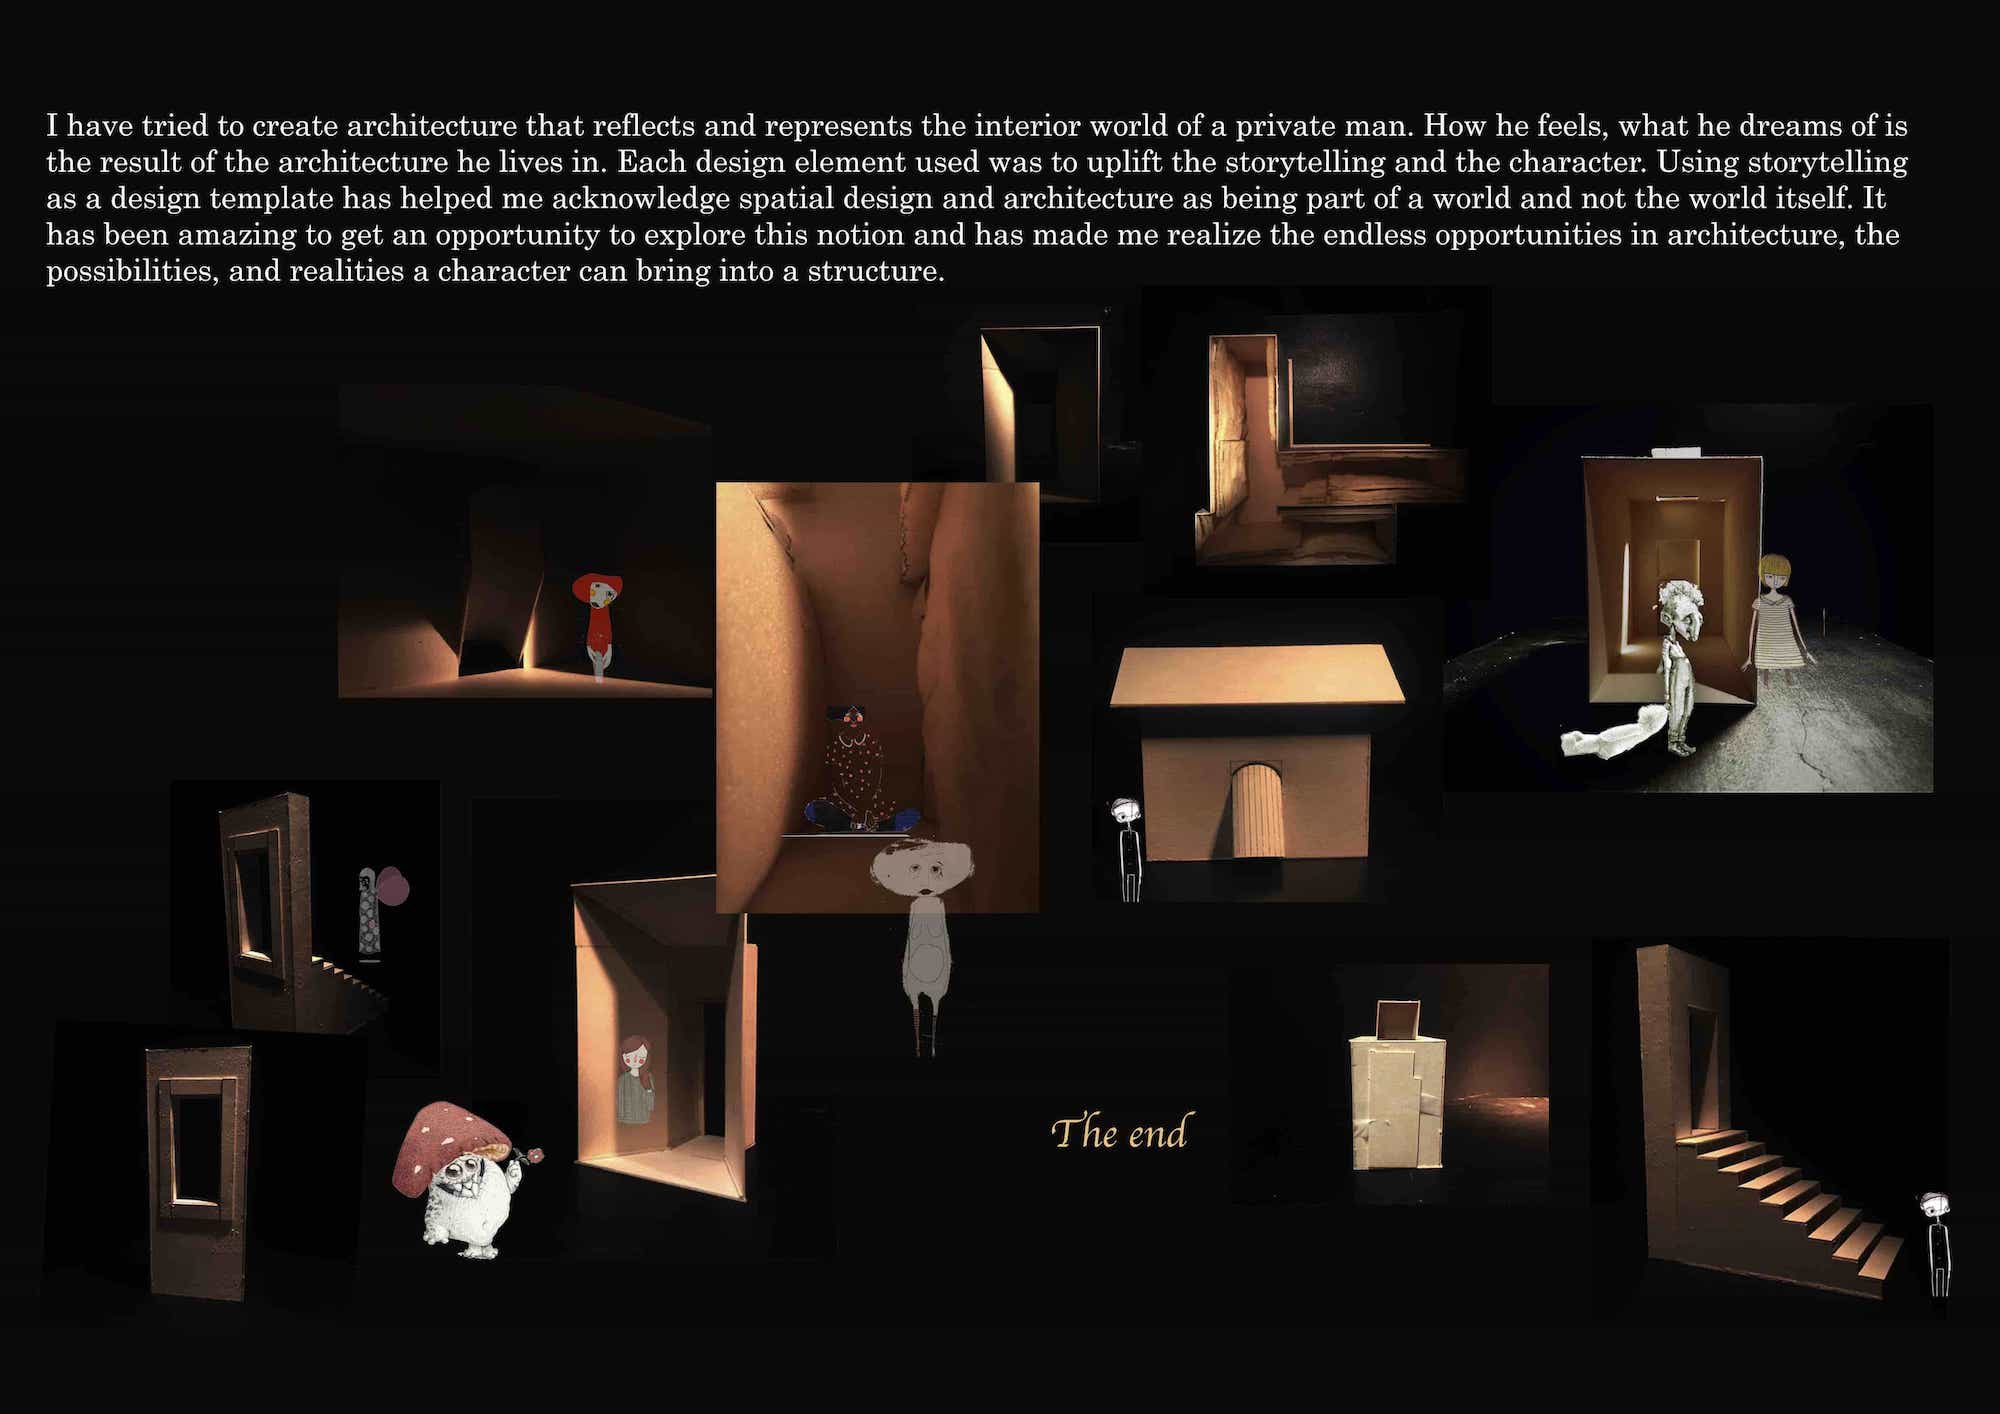 I have tried to create architecture that reflects and represents the interior world of a private man. How he feels, what he dreams of is
the result of the architecture he lives in. Each design element used was to uplift the storytelling and the character. Using storytelling
as a design template has helped me acknowledge spatial design and architecture as being part of a world and not the world itself. It
has been amazing to get an opportunity to explore this notion and has made me realize the endless opportunities in architecture, the
possibilities, and realities a character can bring into a structure.
The end